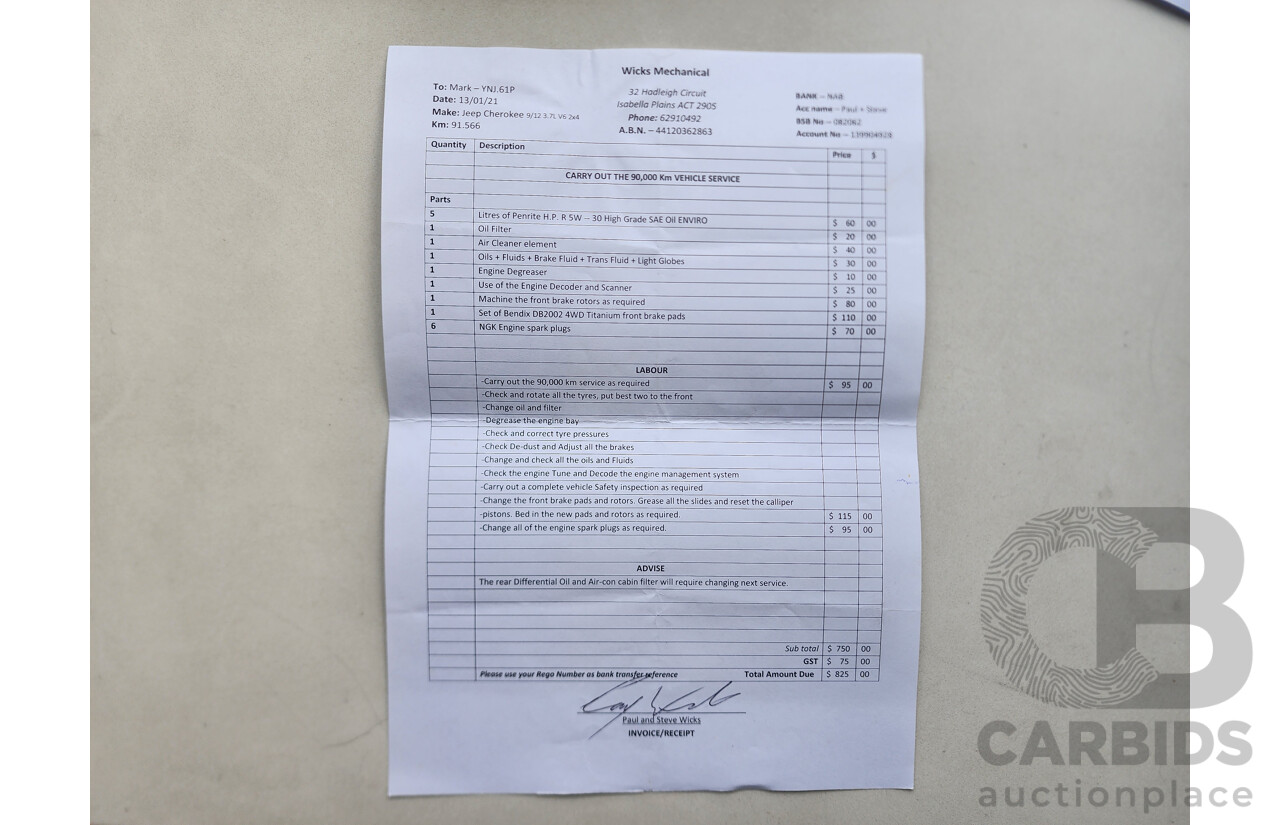 Wicks Mechanical
To: Mark – YNJ.61P
Date: 13/01/21
Make: Jeep Cherokee 9/12 3.7L V6 2x4
Km: 91.566
32 Hadleigh Circuit
Isabella Plains ACT 2905
Phone: 62910492
A.B.N. – 44120362863
BANK – NAB
Acc name – Paul + Steve
BSB No – 082062
Account No –
Quantity Description Price $
CARRY OUT THE 90,000 Km VEHICLE SERVICE
Parts
5 Litres of Penrite H.P. R 5W – 30 High Grade SAE Oil ENVIRO $ 60 00
1 Oil Filter $ 20 00
1 Air Cleaner element $ 40 00
1 Oils + Fluids + Brake Fluid + Trans Fluid + Light Globes $ 30 00
1 Engine Degreaser $ 10 00
1 Use of the Engine Decoder and Scanner $ 25 00
1 Machine the front brake rotors as required $ 80 00
1 Set of Bendix DB2002 4WD Titanium front brake pads $ 110 00
6 NGK Engine spark plugs $ 70 00
LABOUR
-Carry out the 90,000 km service as required $ 95 00
-Check and rotate all the tyres, put best two to the front
-Change oil and filter
-Degrease the engine bay
-Check and correct tyre pressures
-Check De-dust and Adjust all the brakes
-Change and check all the oils and Fluids
-Check the engine Tune and Decode the engine management system
-Carry out a complete vehicle Safety inspection as required
-Change the front brake pads and rotors. Grease all the slides and reset the calliper
-pistons. Bed in the new pads and rotors as required. $ 115 00
-Change all of the engine spark plugs as required. $ 95 00
ADVISE
The rear Differential Oil and Air-con cabin filter will require changing next service.
Sub total $ 750 00
GST $ 75 00
Please use your Rego Number as bank transfer reference Total Amount Due $ 825 00
Paul and Steve Wicks
INVOICE/RECEIPT
CB
CARBIDS
auctionplace